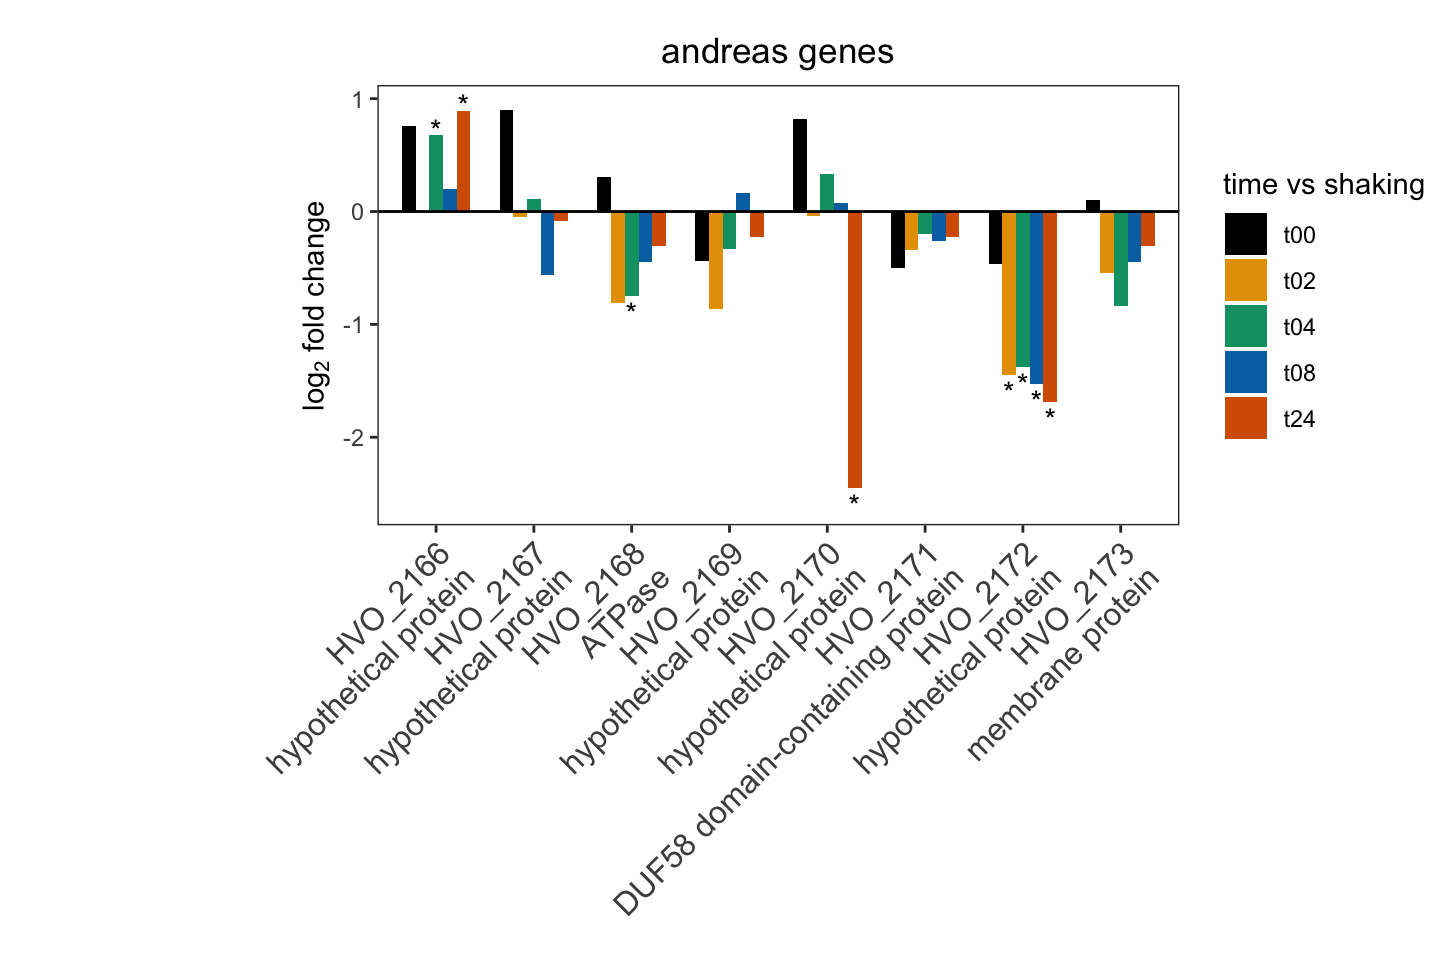 andreas genes
log2 fold change
1
0
-1
-2
*
*
*
*
*
*
*
*
HVO_2166
hypothetical protein
HVO_2167
hypothetical protein
HVO_2168
ATPase
HVO_2169
hypothetical protein
HVO_2170
hypothetical protein
HVO_2171
DUF58 domain-containing protein
HVO_2172
hypothetical protein
HVO_2173
membrane protein
time vs shaking
t00
t02
t04
t08
t24